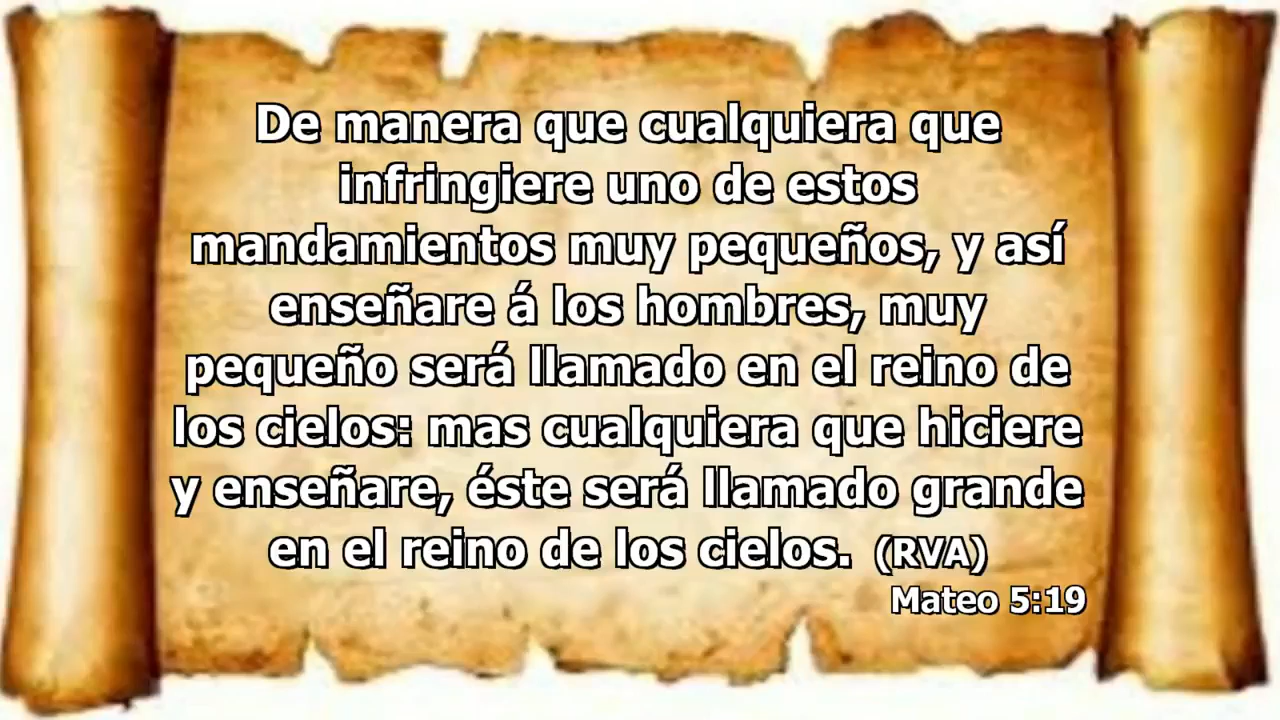 De manera que cualquiera que
infringiere uno de estos
mandamientos muy pequeños, y así
enseñare á los hombres, muy
pequeño será llamado en el reino de
los cielos: mas cualquiera que hiciere
y enseñare, éste será llamado grande
en el reino de los cielos. (RVA)
Mateo 5:19